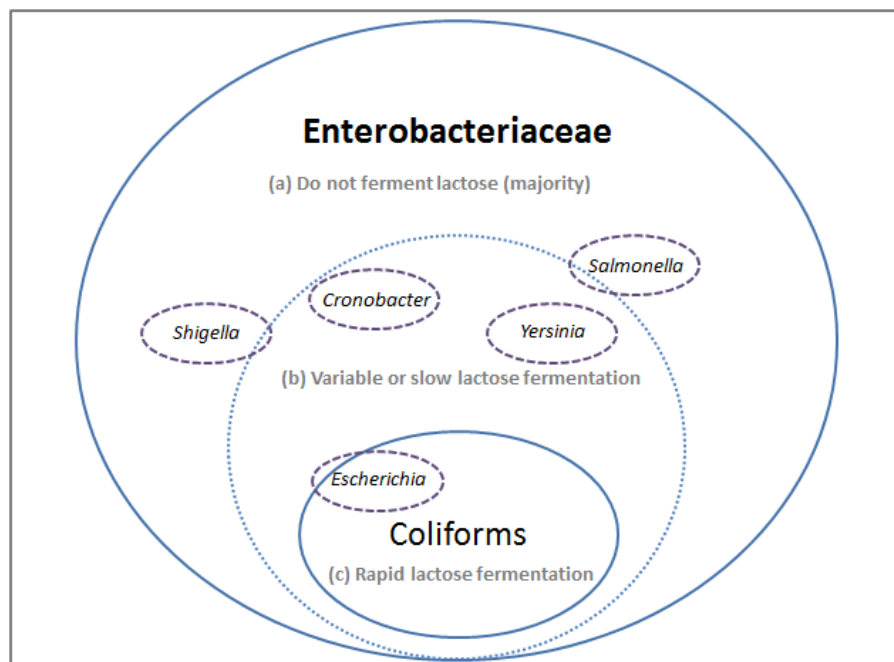 Enterobacteriaceae
(a) Do not ferment lactose (majority)
Salmonella
Cronobacter
Shigella
Yersinia
(b) Variable or slow lactose fermentation
Escherichia
Coliforms
(c) Rapid lactose fermentation